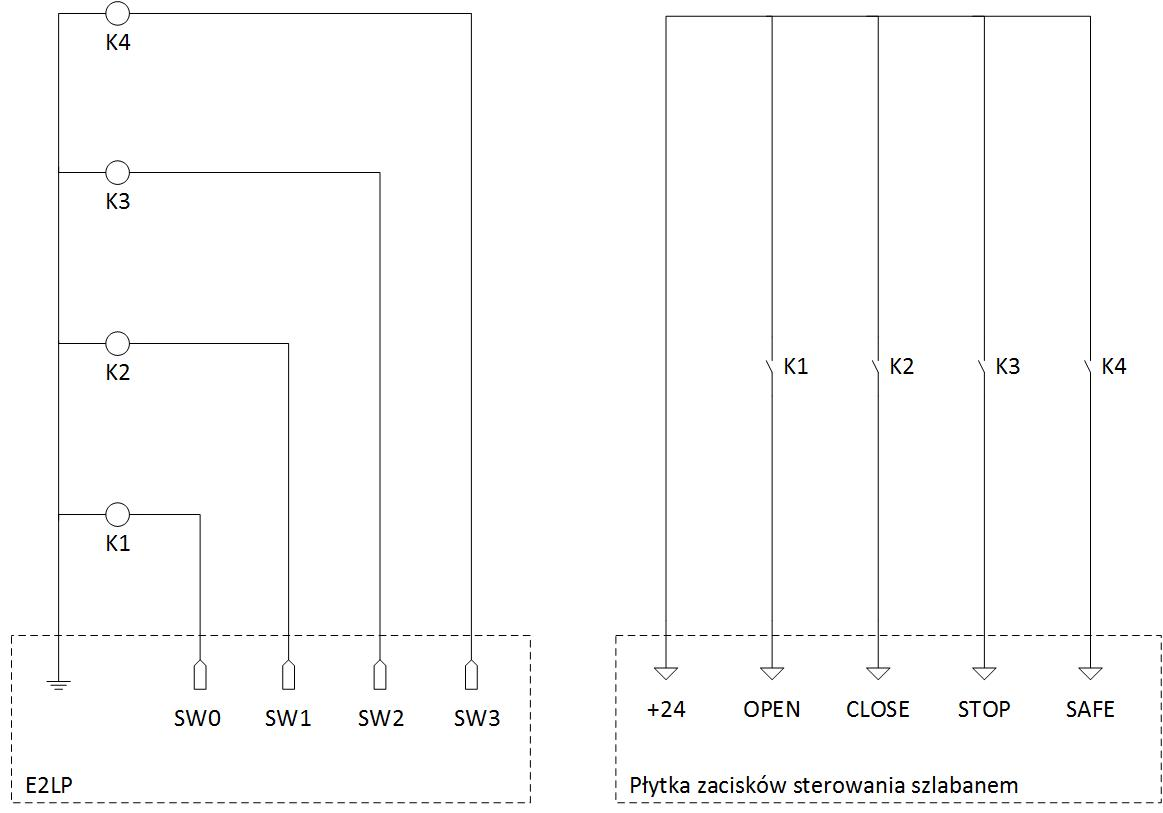 K4
K3
K2
K1
SW0 SW1 SW2 SW3
E2LP
K1 K2 K3 K4
+24 OPEN CLOSE STOP SAFE
Płytka zacisków sterowania szlabanem